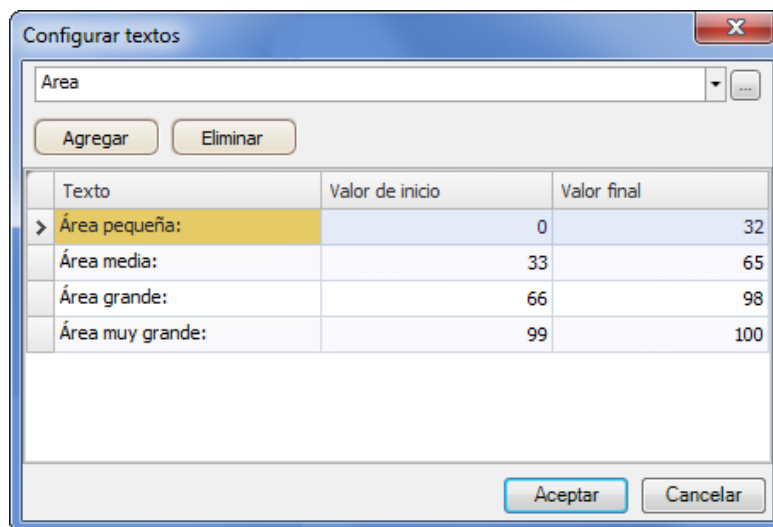 Configurar textos
Area
...
Agregar Eliminar
Texto Valor de inicio Valor final
Área pequeña: 0 32
Área media: 33 65
Área grande: 66 98
Área muy grande: 99 100
Aceptar Cancelar